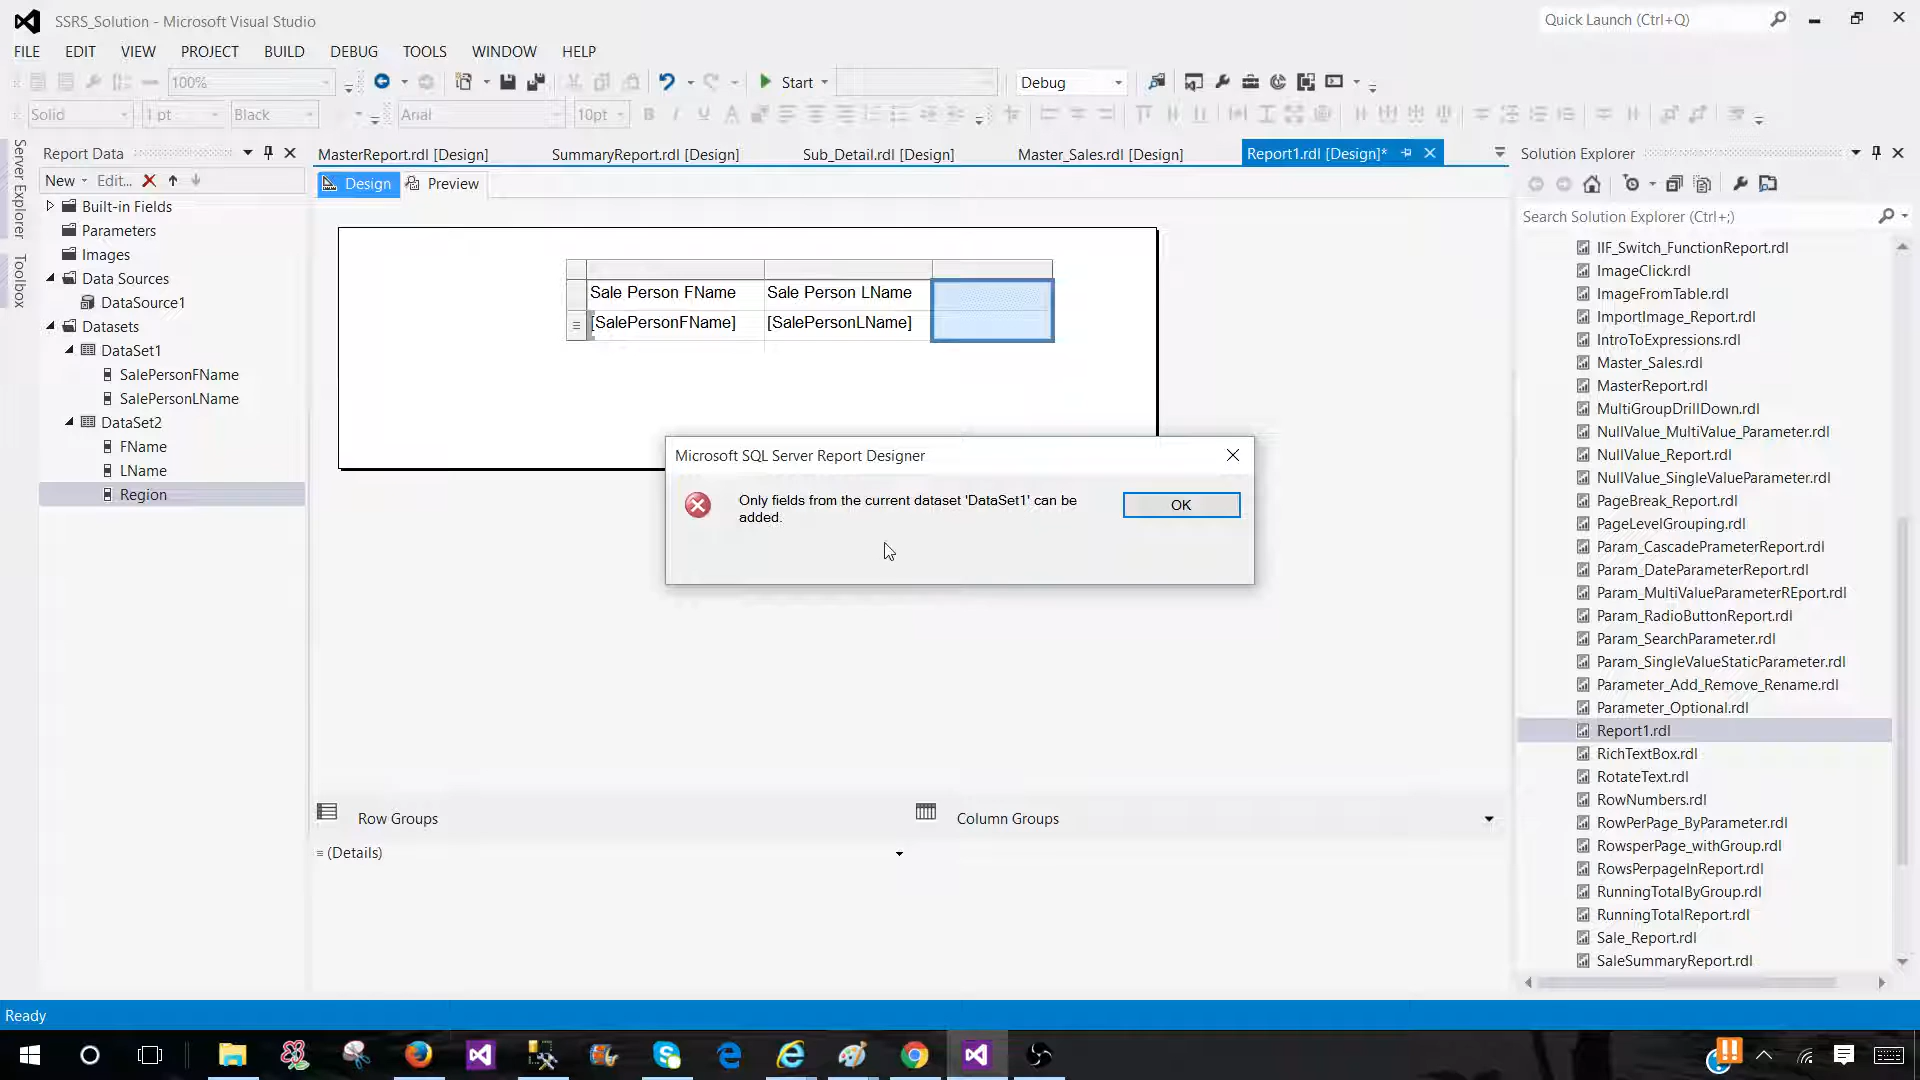 SSRS_Solution - Microsoft Visual Studio
Quick Launch (Ctrl+Q)
FILE EDIT VIEW PROJECT BUILD DEBUG TOOLS WINDOW HELP
100% Start Debug
Solid 1 pt Black Arial 10pt B I U A
Server Explorer
Toolbox
Report Data
New Edit...
Built-in Fields
Parameters
Images
Data Sources
DataSource1
Datasets
DataSet1
SalePersonFName
SalePersonLName
DataSet2
FName
LName
Region
MasterReport.rdl [Design] SummaryReport.rdl [Design] Sub_Detail.rdl [Design] Master_Sales.rdl [Design] Report1.rdl [Design]*
Design Preview
Sale Person FName Sale Person LName
[SalePersonFName] [SalePersonLName]
Microsoft SQL Server Report Designer
Only fields from the current dataset 'DataSet1' can be
added.
OK
Row Groups Column Groups
(Details)
Solution Explorer
Search Solution Explorer (Ctrl+;)
IIF_Switch_FunctionReport.rdl
ImageClick.rdl
ImageFromTable.rdl
ImportImage_Report.rdl
IntroToExpressions.rdl
Master_Sales.rdl
MasterReport.rdl
MultiGroupDrillDown.rdl
NullValue_MultiValue_Parameter.rdl
NullValue_Report.rdl
NullValue_SingleValueParameter.rdl
PageBreak_Report.rdl
PageLevelGrouping.rdl
Param_CascadePrameterReport.rdl
Param_DateParameterReport.rdl
Param_MultiValueParameterREport.rdl
Param_RadioButtonReport.rdl
Param_SearchParameter.rdl
Param_SingleValueStaticParameter.rdl
Parameter_Add_Remove_Rename.rdl
Parameter_Optional.rdl
Report1.rdl
RichTextBox.rdl
RotateText.rdl
RowNumbers.rdl
RowPerPage_ByParameter.rdl
RowsperPage_withGroup.rdl
RowsPerpageInReport.rdl
RunningTotalByGroup.rdl
RunningTotalReport.rdl
Sale_Report.rdl
SaleSummaryReport.rdl
Ready